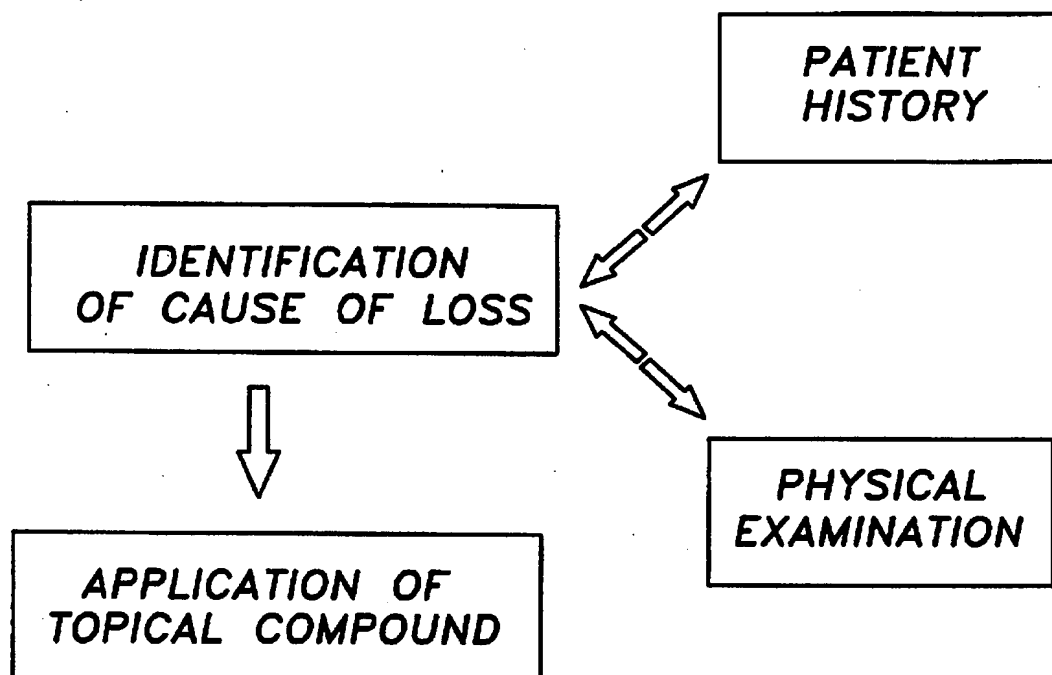 PATIENT
HISTORY
IDENTIFICATION
OF CAUSE OF LOSS
PHYSICAL
EXAMINATION
APPLICATION OF
TOPICAL COMPOUND